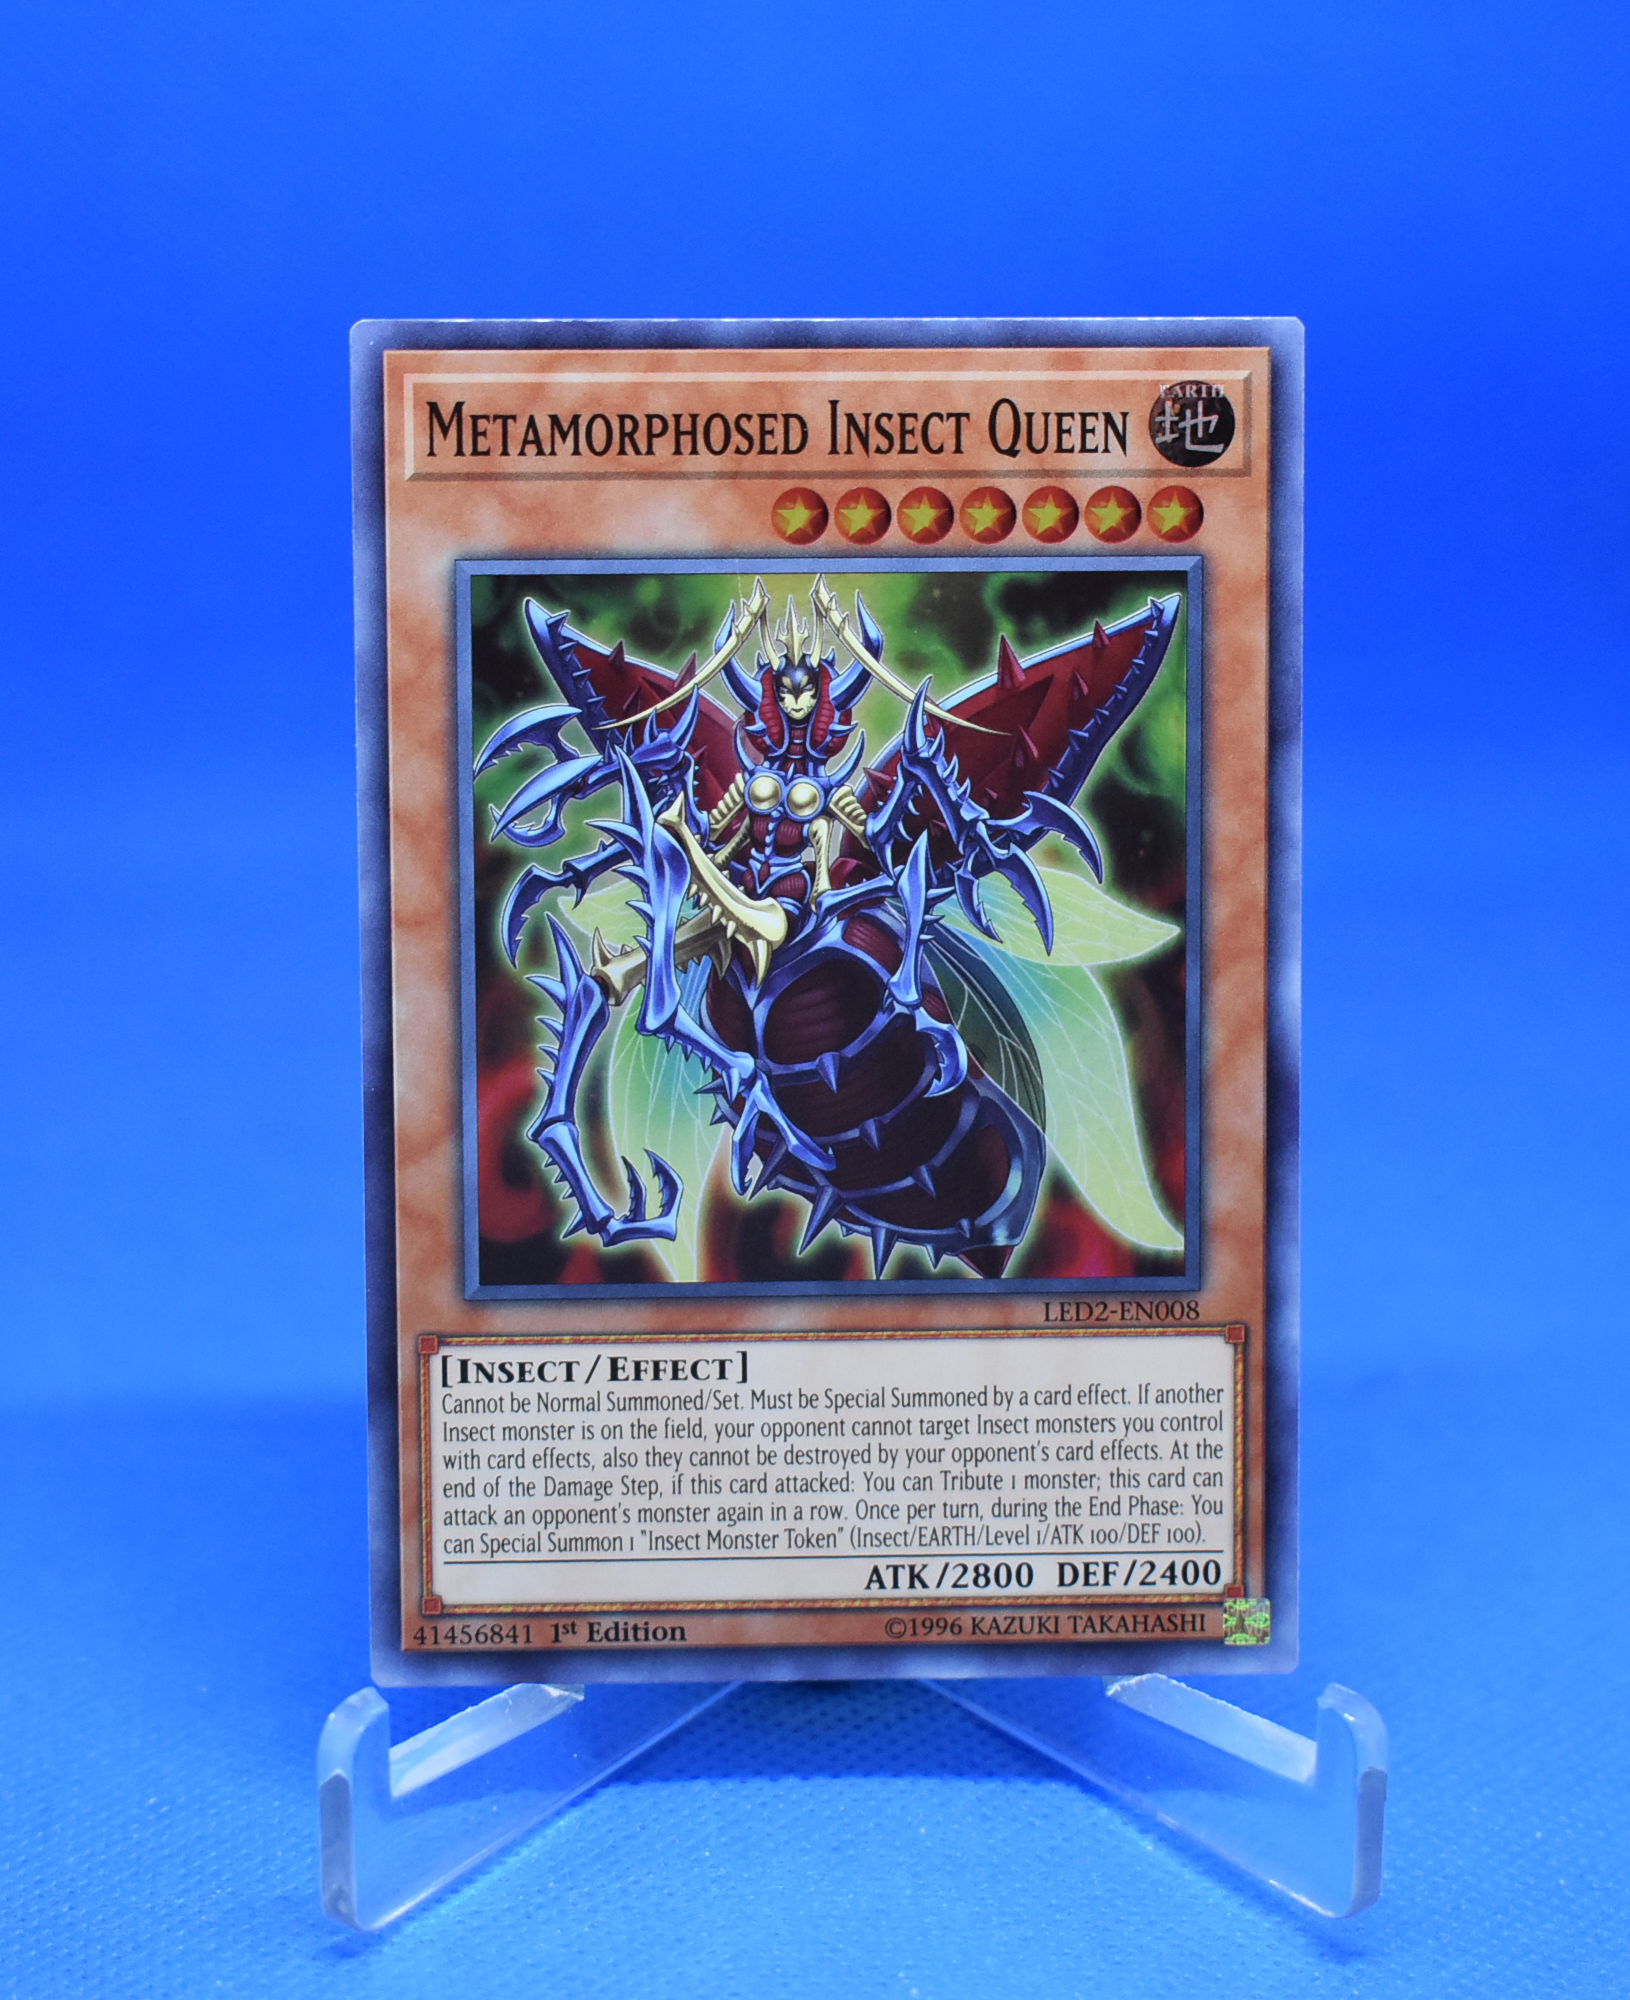 METAMORPHOSED INSECT QUEEN
EARTH
地
LED2-EN008
[INSECT/EFFECT]
Cannot be Normal Summoned/Set. Must be Special Summoned by a card effect. If another
Insect monster is on the field, your opponent cannot target Insect monsters you control
with card effects, also they cannot be destroyed by your opponent's card effects. At the
end of the Damage Step, if this card attacked: You can Tribute 1 monster; this card can
attack an opponent's monster again in a row. Once per turn, during the End Phase: You
can Special Summon 1 "Insect Monster Token" (Insect/EARTH/Level 1/ATK 100/DEF 100).
ATK/2800 DEF/2400
41456841 1st Edition ©1996 KAZUKI TAKAHASHI